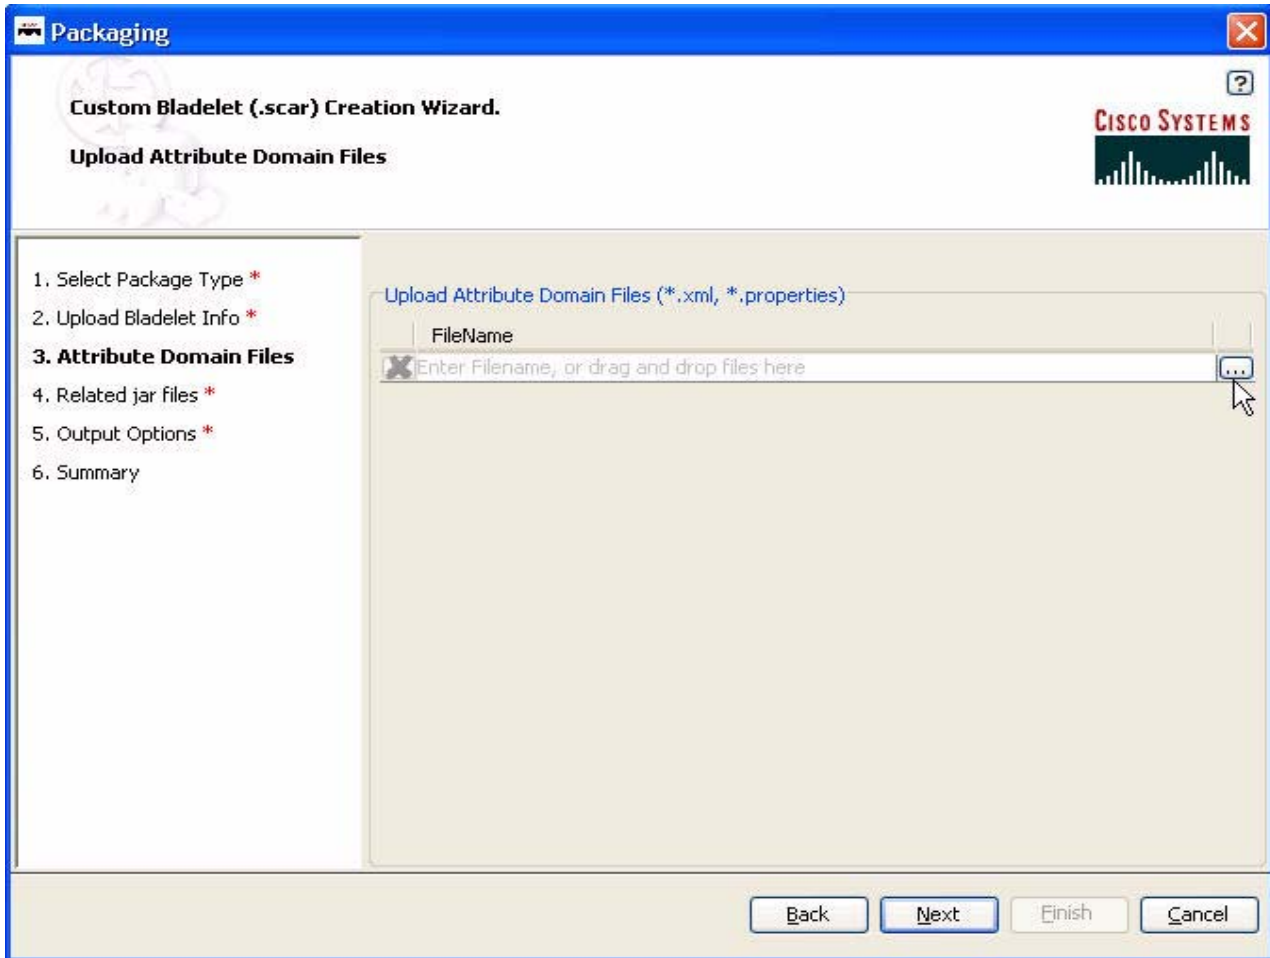 Packaging
Custom Bladelet (.scar) Creation Wizard.
Upload Attribute Domain Files
?
CISCO SYSTEMS
1. Select Package Type *
2. Upload Bladelet Info *
3. Attribute Domain Files
4. Related jar files *
5. Output Options *
6. Summary
Upload Attribute Domain Files (*.xml, *.properties)
FileName
Enter Filename, or drag and drop files here
...
Back
Next
Finish
Cancel